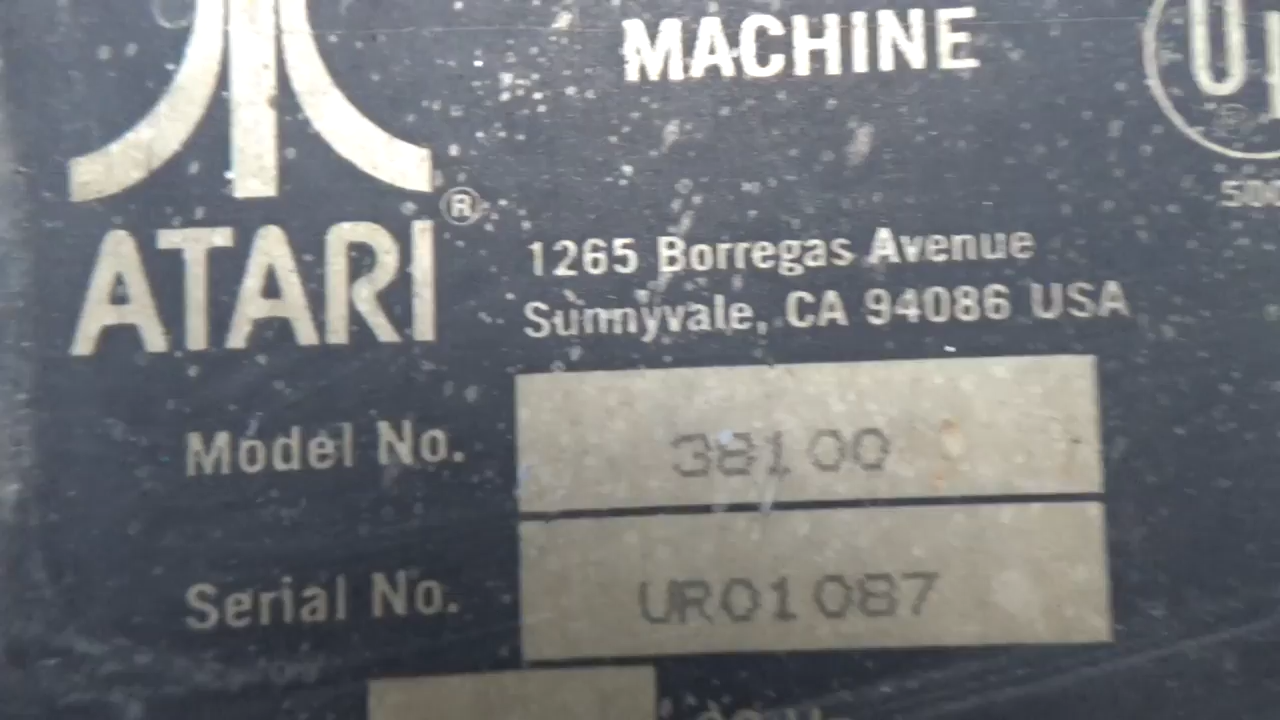 MACHINE
U
ATARI®
1265 Borregas Avenue
Sunnyvale, CA 94086 USA
Model No. 38100
Serial No. UR01087